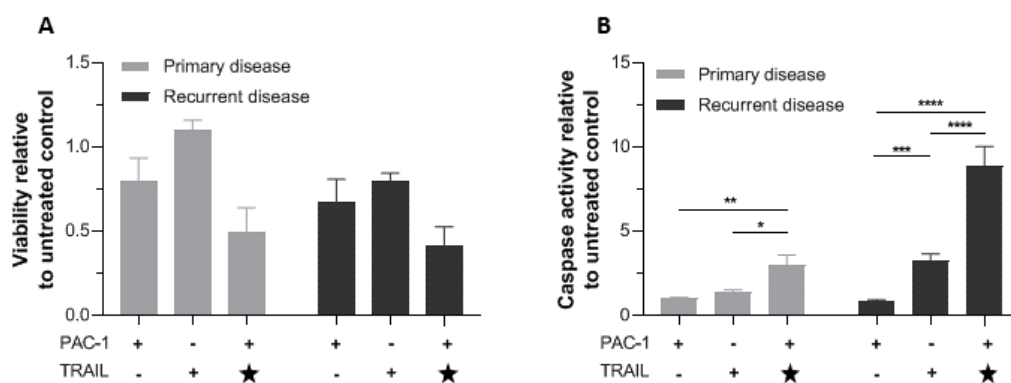 A
Viability relative
to untreated control
1.5
1.0
0.5
0.0
Primary disease
Recurrent disease
PAC-1 + - + + - +
TRAIL - + ★ - + ★
B
Caspase activity relative
to untreated control
15
10
5
0
Primary disease
Recurrent disease
****
****
***
**
*
PAC-1 + - + + - +
TRAIL - + ★ - + ★